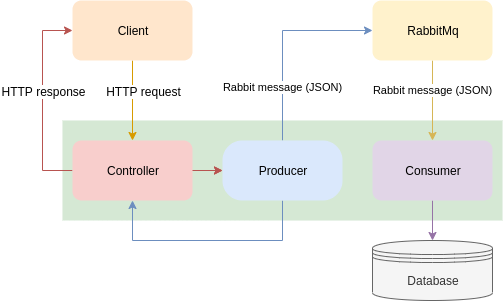 Client
RabbitMq
HTTP response
HTTP request
Rabbit message (JSON)
Rabbit message (JSON)
Controller
Producer
Consumer
Database